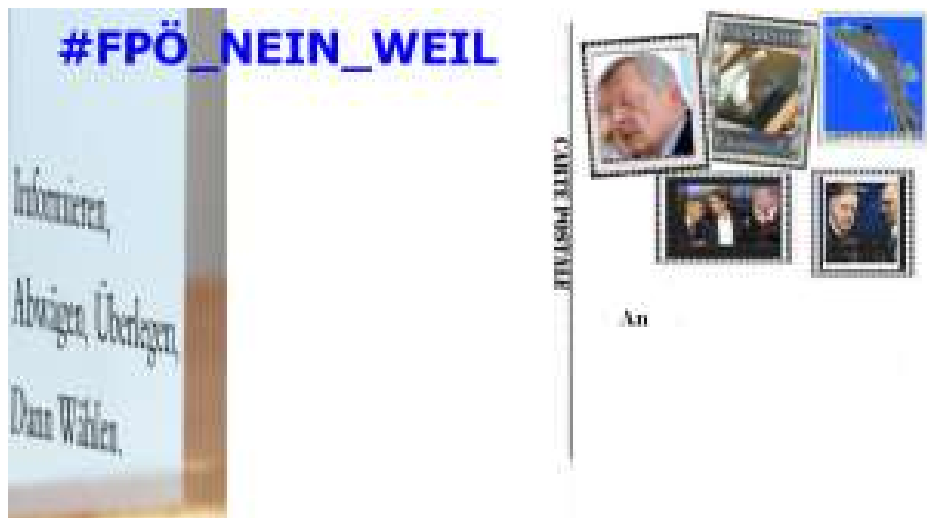 #FPÖ_NEIN_WEIL
Informieren,
Abwägen, Überlegen,
Dann Wählen.
CARTE POSTALE
An